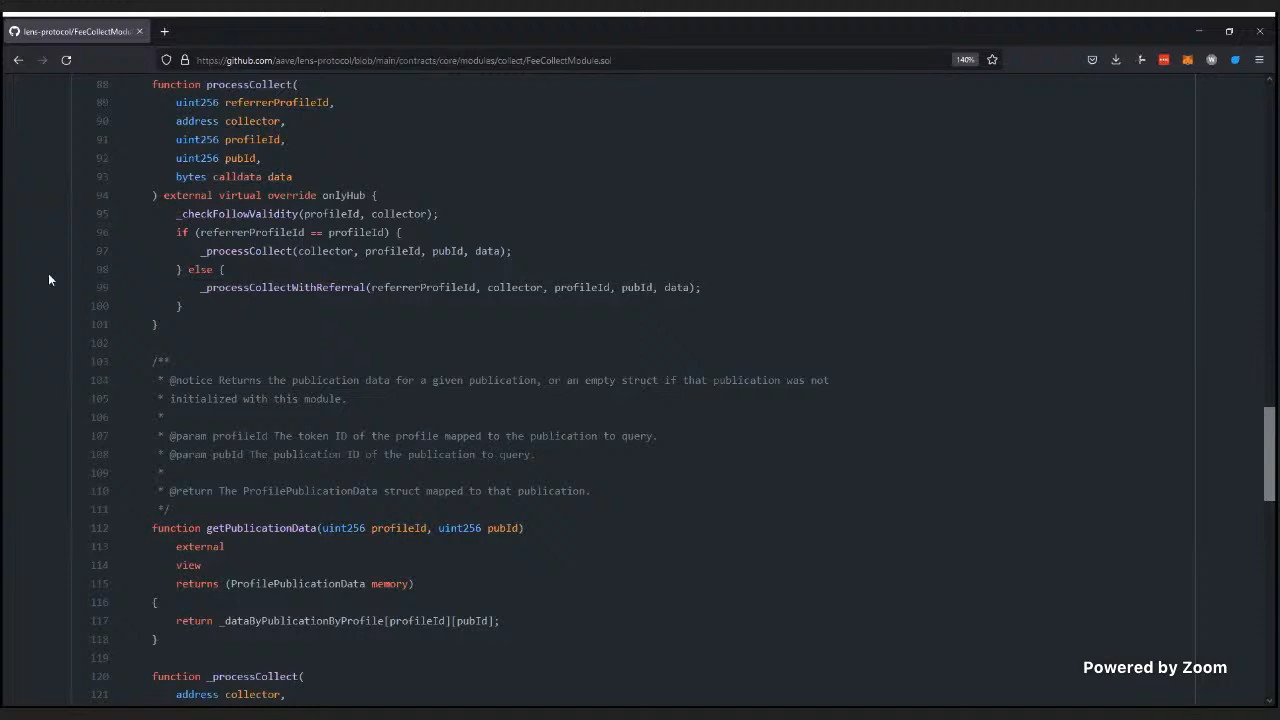 lens-protocol/FeeCollectModu
https://github.com/aave/lens-protocol/blob/main/contracts/core/modules/collect/FeeCollectModule.sol
140%
88 function processCollect(
89 uint256 referrerProfileId,
90 address collector,
91 uint256 profileId,
92 uint256 pubId,
93 bytes calldata data
94 ) external virtual override onlyHub {
95 _checkFollowValidity(profileId, collector);
96 if (referrerProfileId == profileId) {
97 _processCollect(collector, profileId, pubId, data);
98 } else {
99 _processCollectWithReferral(referrerProfileId, collector, profileId, pubId, data);
100 }
101 }
102
103 /**
104 * @notice Returns the publication data for a given publication, or an empty struct if that publication was not
105 * initialized with this module.
106 *
107 * @param profileId The token ID of the profile mapped to the publication to query.
108 * @param pubId The publication ID of the publication to query.
109 *
110 * @return The ProfilePublicationData struct mapped to that publication.
111 */
112 function getPublicationData(uint256 profileId, uint256 pubId)
113 external
114 view
115 returns (ProfilePublicationData memory)
116 {
117 return _dataByPublicationByProfile[profileId][pubId];
118 }
119
120 function _processCollect(
121 address collector,
Powered by Zoom